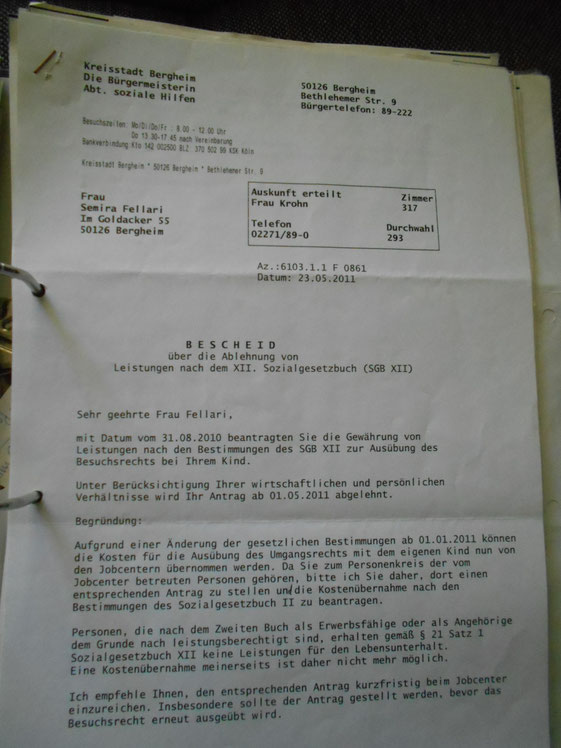 Kreisstadt Bergheim
Die Bürgermeisterin
Abt. soziale Hilfen
50126 Bergheim
Bethlehemer Str. 9
Bürgertelefon: 89-222
Besuchszeiten: Mo/Di/Do/Fr : 8.00 - 12.00 Uhr
Do 13.30-17.45 nach Vereinbarung
Bankverbindung Kto 142 002500 BLZ 370 502 99 KSK Köln
Kreisstadt Bergheim * 50126 Bergheim * Bethlehemer Str. 9
Frau
Semira Fellari
Im Goldacker 55
50126 Bergheim
Auskunft erteilt Zimmer
Frau Krohn 317
Telefon Durchwahl
02271/89-0 293
Az.:6103.1.1 F 0861
Datum: 23.05.2011
B E S C H E I D
über die Ablehnung von
Leistungen nach dem XII. Sozialgesetzbuch (SGB XII)
Sehr geehrte Frau Fellari,
mit Datum vom 31.08.2010 beantragten Sie die Gewährung von
Leistungen nach den Bestimmungen des SGB XII zur Ausübung des
Besuchsrechts bei Ihrem Kind.
Unter Berücksichtigung Ihrer wirtschaftlichen und persönlichen
Verhältnisse wird Ihr Antrag ab 01.05.2011 abgelehnt.
Begründung:
Aufgrund einer Änderung der gesetzlichen Bestimmungen ab 01.01.2011 können
die Kosten für die Ausübung des Umgangsrechts mit dem eigenen Kind nun von
den Jobcentern übernommen werden. Da Sie zum Personenkreis der vom
Jobcenter betreuten Personen gehören, bitte ich Sie daher, dort einen
entsprechenden Antrag zu stellen und die Kostenübernahme nach den
Bestimmungen des Sozialgesetzbuch II zu beantragen.
Personen, die nach dem Zweiten Buch als Erwerbsfähige oder als Angehörige
dem Grunde nach leistungsberechtigt sind, erhalten gemäß § 21 Satz 1
Sozialgesetzbuch XII keine Leistungen für den Lebensunterhalt.
Eine Kostenübernahme meinerseits ist daher nicht mehr möglich.
Ich empfehle Ihnen, den entsprechenden Antrag kurzfristig beim Jobcenter
einzureichen. Insbesondere sollte der Antrag gestellt werden, bevor das
Besuchsrecht erneut ausgeübt wird.